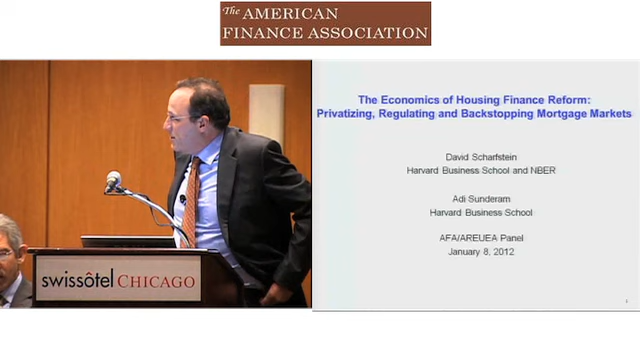 The AMERICAN
FINANCE ASSOCIATION
The Economics of Housing Finance Reform:
Privatizing, Regulating and Backstopping Mortgage Markets
David Scharfstein
Harvard Business School and NBER
Adi Sunderam
Harvard Business School
AFA/AREUEA Panel
January 8, 2012
swissôtel CHICAGO